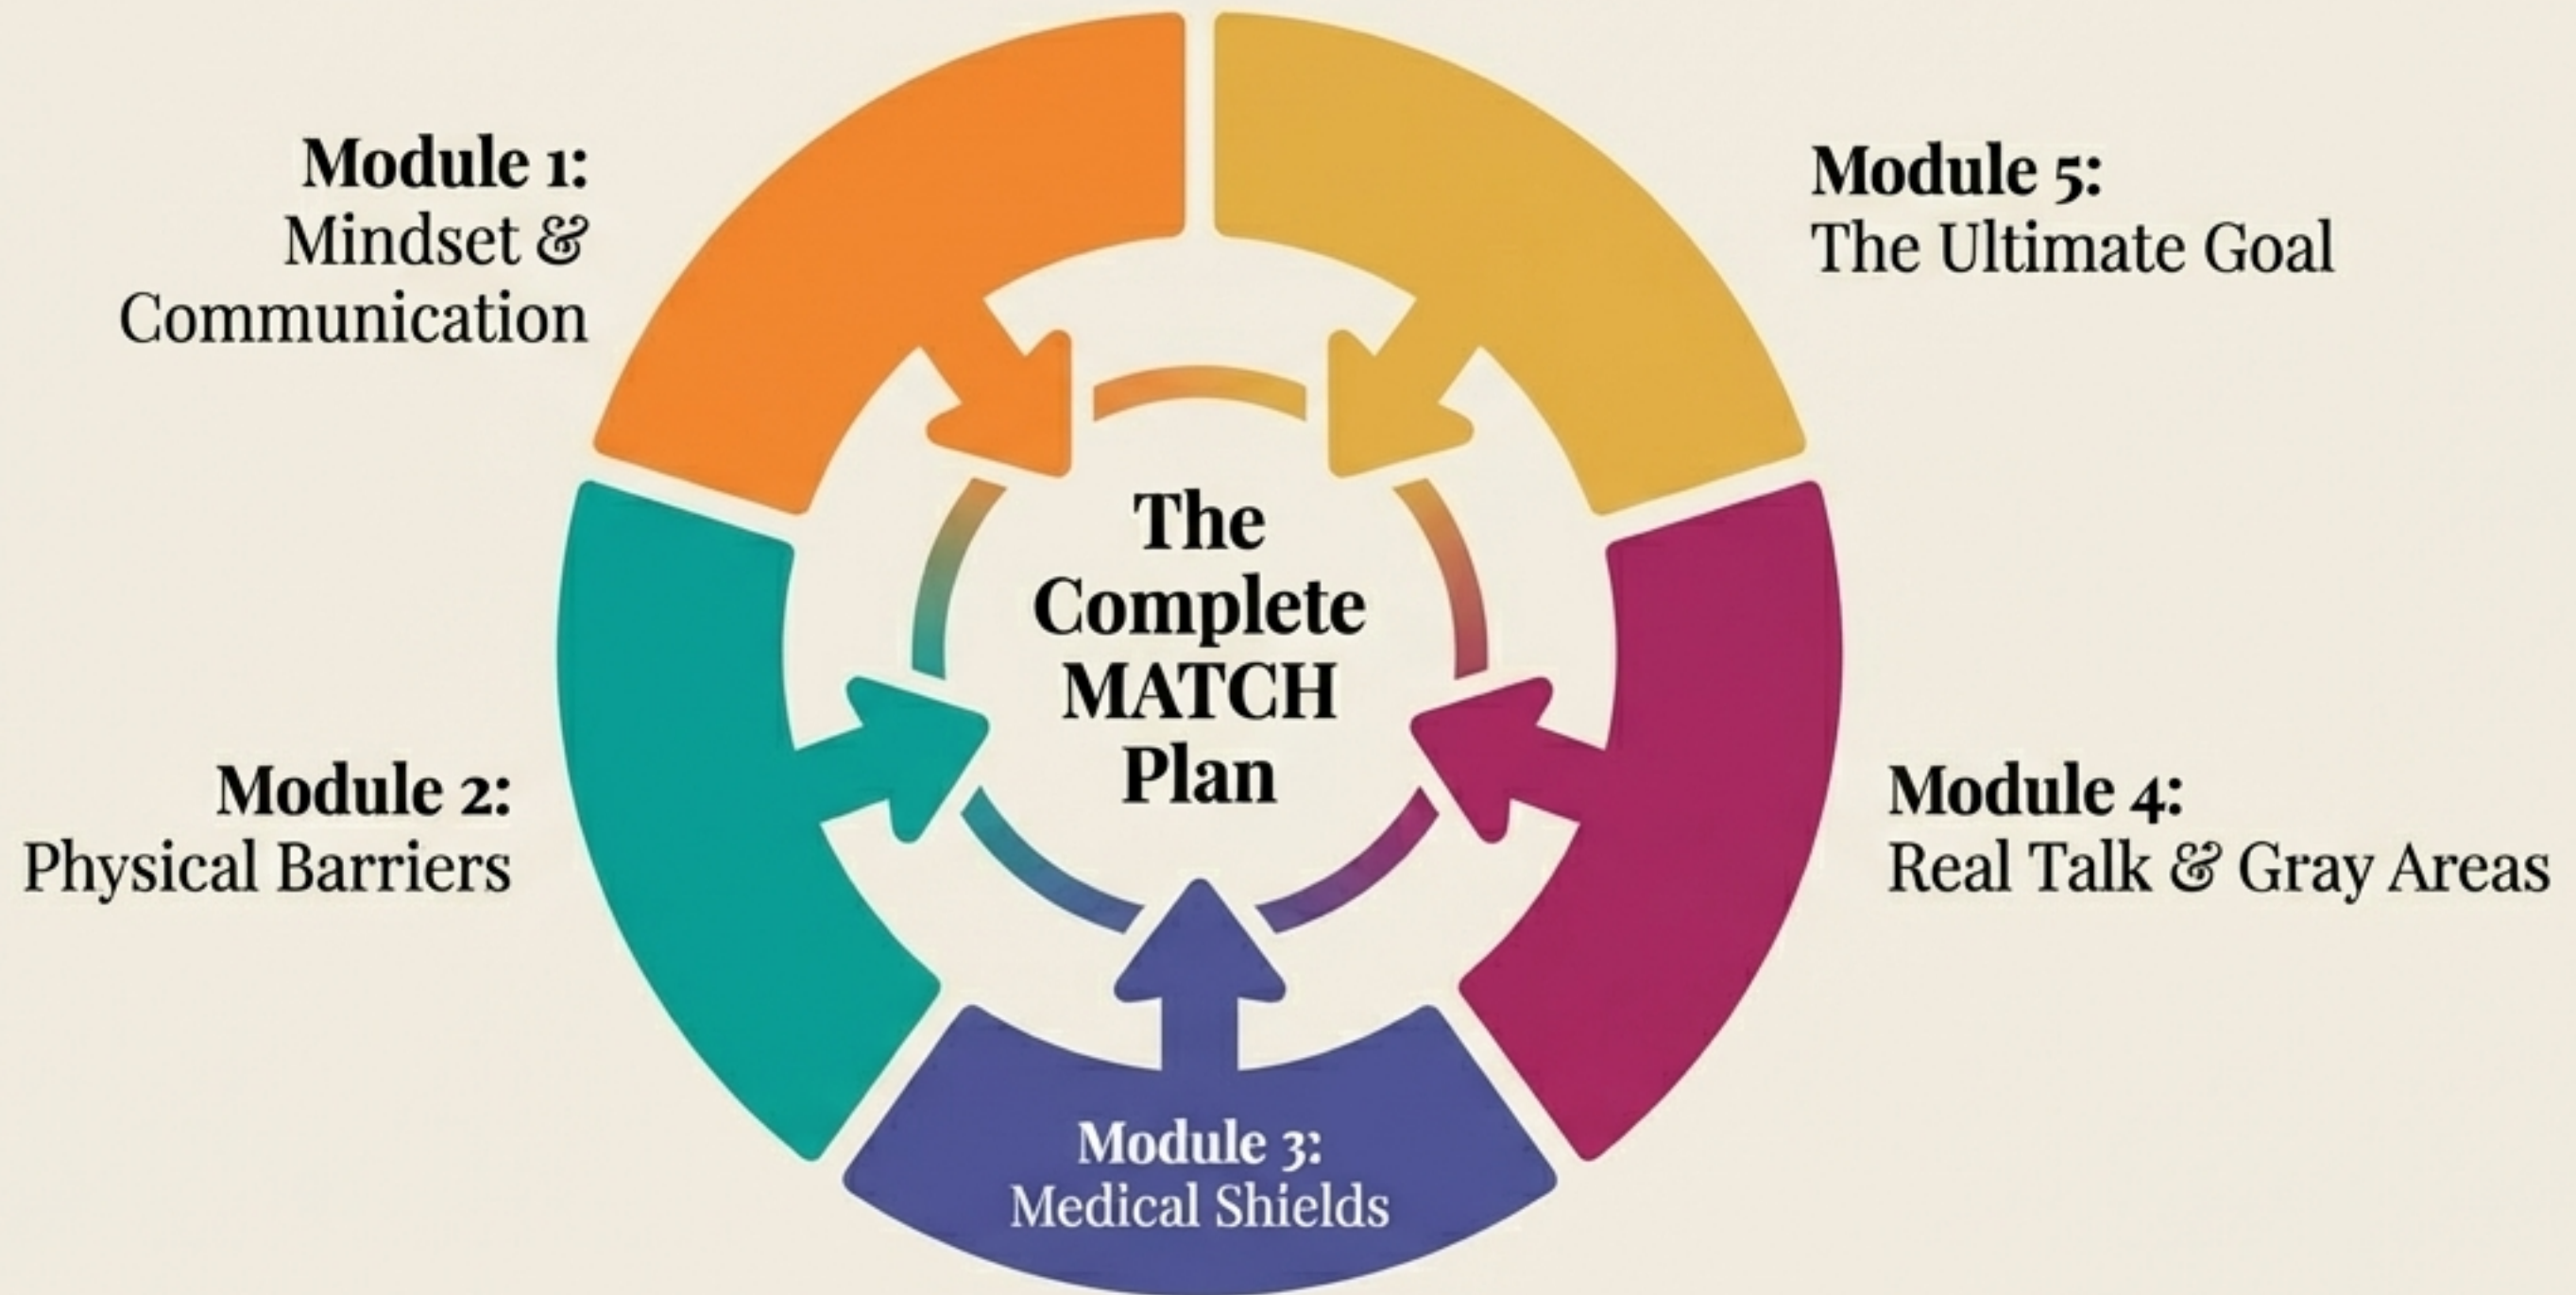 Module 1:
Mindset &
Communication
Module 5:
The Ultimate Goal
The
Complete
MATCH
Plan
Module 2:
Physical Barriers
Module 4:
Real Talk & Gray Areas
Module 3:
Medical Shields